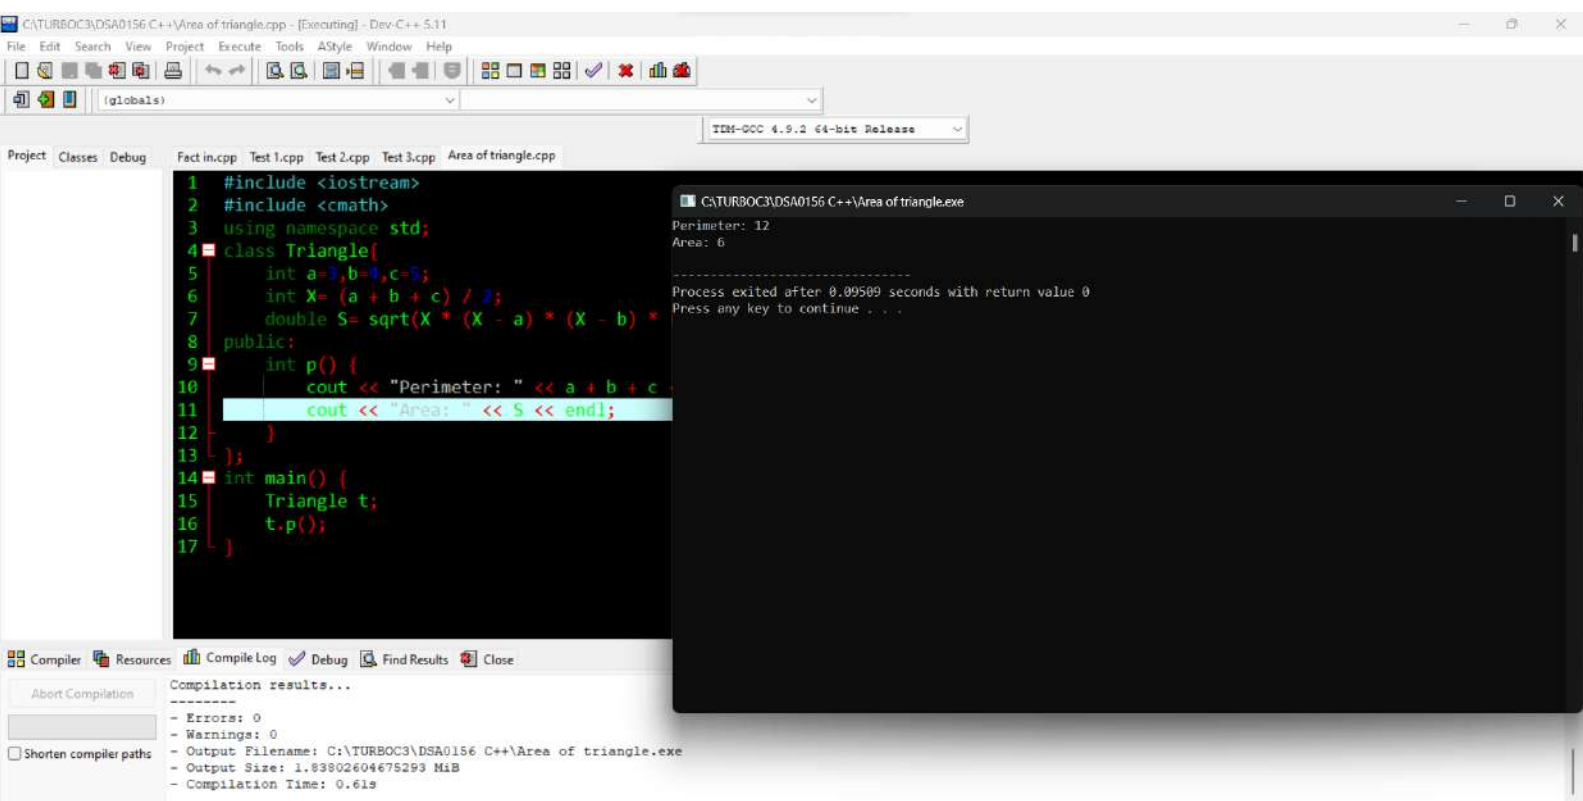 C:\TURBOC3\DSA0156 C++\Area of triangle.cpp - [Executing] - Dev-C++ 5.11
File Edit Search View Project Execute Tools AStyle Window Help
(globals)
TDM-GCC 4.9.2 64-bit Release
Project Classes Debug Fact in.cpp Test 1.cpp Test 2.cpp Test 3.cpp Area of triangle.cpp
1 #include <iostream>
2 #include <cmath>
3 using namespace std;
4 class Triangle{
5 int a=3,b=4,c=5;
6 int X= (a + b + c) / 2;
7 double S= sqrt(X * (X - a) * (X - b) *
8 public:
9 int p() {
10 cout << "Perimeter: " << a + b + c
11 cout << "Area: " << S << endl;
12 }
13 };
14 int main() {
15 Triangle t;
16 t.p();
17 }
C:\TURBOC3\DSA0156 C++\Area of triangle.exe
Perimeter: 12
Area: 6
--------------------------------
Process exited after 0.09509 seconds with return value 0
Press any key to continue . . .
Compiler Resources Compile Log Debug Find Results Close
Abort Compilation
Shorten compiler paths
Compilation results...
--------
- Errors: 0
- Warnings: 0
- Output Filename: C:\TURBOC3\DSA0156 C++\Area of triangle.exe
- Output Size: 1.83802604675293 MiB
- Compilation Time: 0.61s